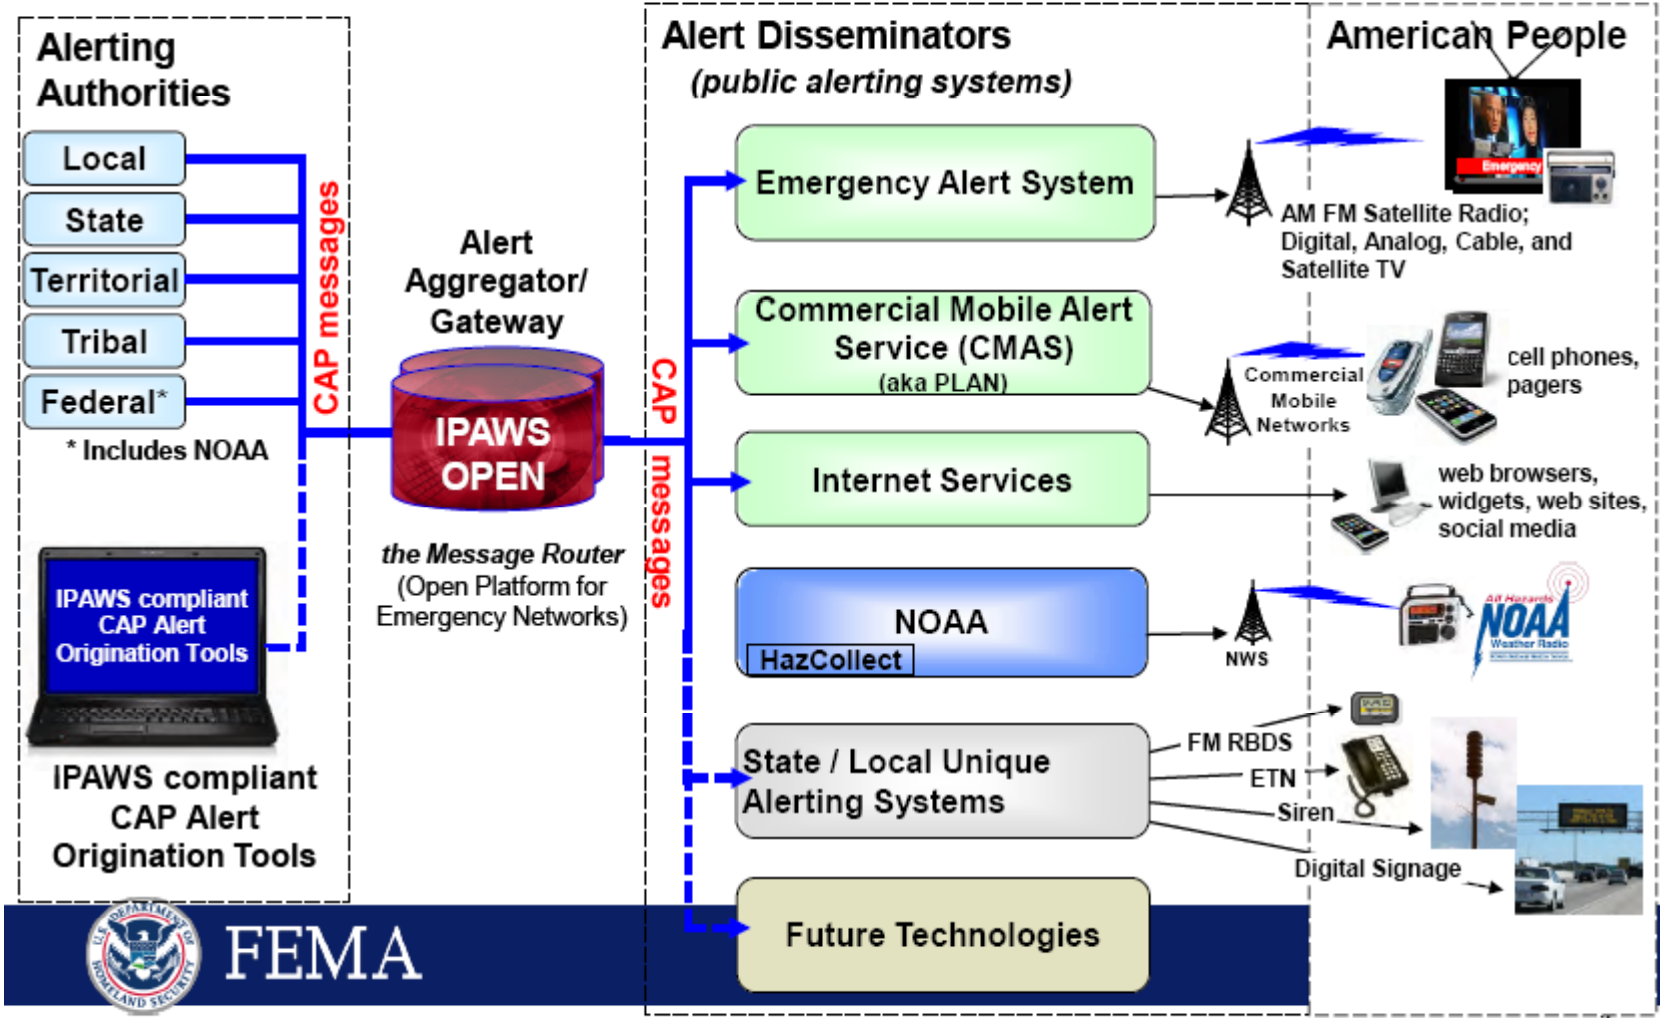 Alerting
Authorities
Local
State
Territorial
Tribal
Federal*
* Includes NOAA
CAP messages
IPAWS compliant
CAP Alert
Origination Tools
IPAWS compliant
CAP Alert
Origination Tools
Alert
Aggregator/
Gateway
IPAWS
OPEN
the Message Router
(Open Platform for
Emergency Networks)
CAP messages
Alert Disseminators
(public alerting systems)
Emergency Alert System
Commercial Mobile Alert
Service (CMAS)
(aka PLAN)
Internet Services
NOAA
HazCollect
State / Local Unique
Alerting Systems
Future Technologies
American People
Emergency
AM FM Satellite Radio;
Digital, Analog, Cable, and
Satellite TV
Commercial
Mobile
Networks
cell phones,
pagers
web browsers,
widgets, web sites,
social media
NWS
All Hazards
NOAA
Weather Radio
FM RBDS
ETN
Siren
Digital Signage
U.S. DEPARTMENT OF
HOMELAND SECURITY
FEMA